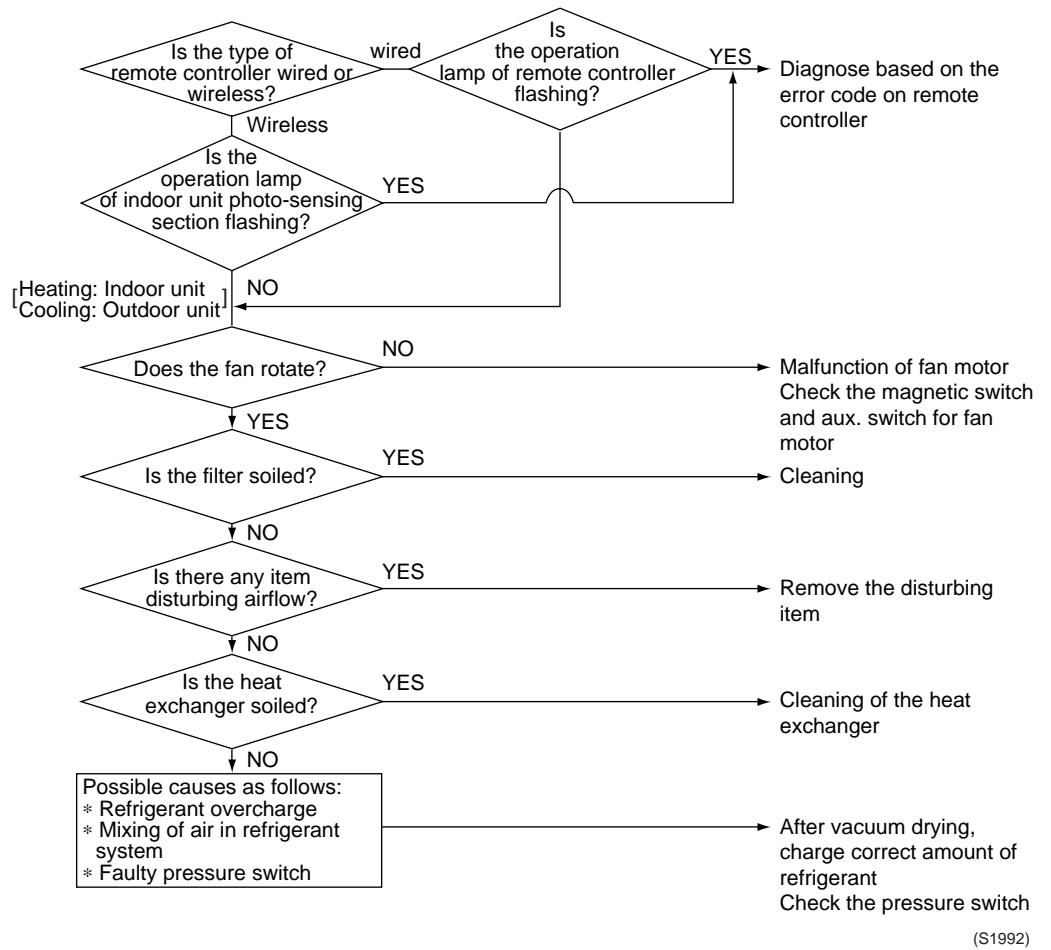 Is the type of
remote controller wired or
wireless?
wired
Is
the operation
lamp of remote controller
flashing?
YES
Diagnose based on the
error code on remote
controller
Wireless
Is the
operation lamp
of indoor unit photo-sensing
section flashing?
YES
[Heating: Indoor unit
Cooling: Outdoor unit]
NO
Does the fan rotate?
NO
Malfunction of fan motor
Check the magnetic switch
and aux. switch for fan
motor
YES
Is the filter soiled?
YES
Cleaning
NO
Is there any item
disturbing airflow?
YES
Remove the disturbing
item
NO
Is the heat
exchanger soiled?
YES
Cleaning of the heat
exchanger
NO
Possible causes as follows:
* Refrigerant overcharge
* Mixing of air in refrigerant
system
* Faulty pressure switch
After vacuum drying,
charge correct amount of
refrigerant
Check the pressure switch
(S1992)